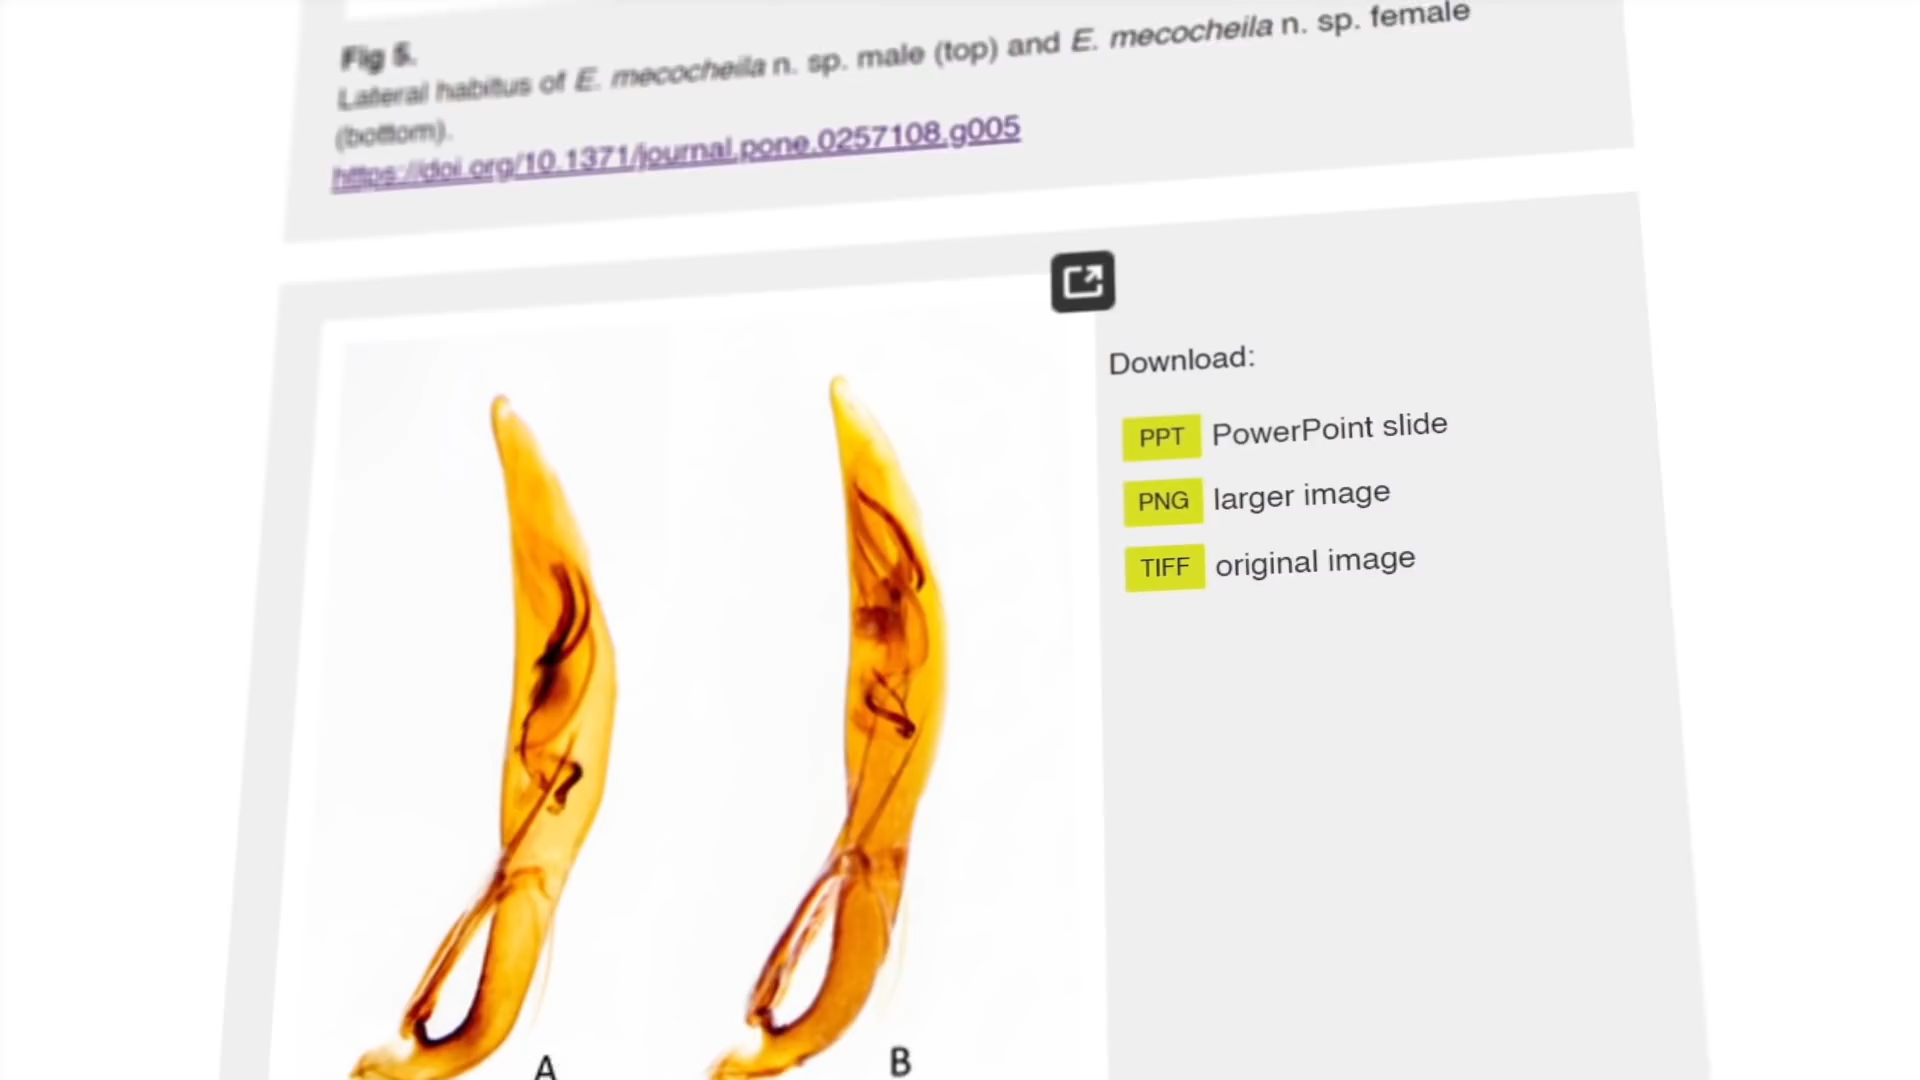 Fig 5.
Lateral habitus of E. mecocheila n. sp. male (top) and E. mecocheila n. sp. female
(bottom).
https://doi.org/10.1371/journal.pone.0257108.g005
Download:
PPT PowerPoint slide
PNG larger image
TIFF original image
A B